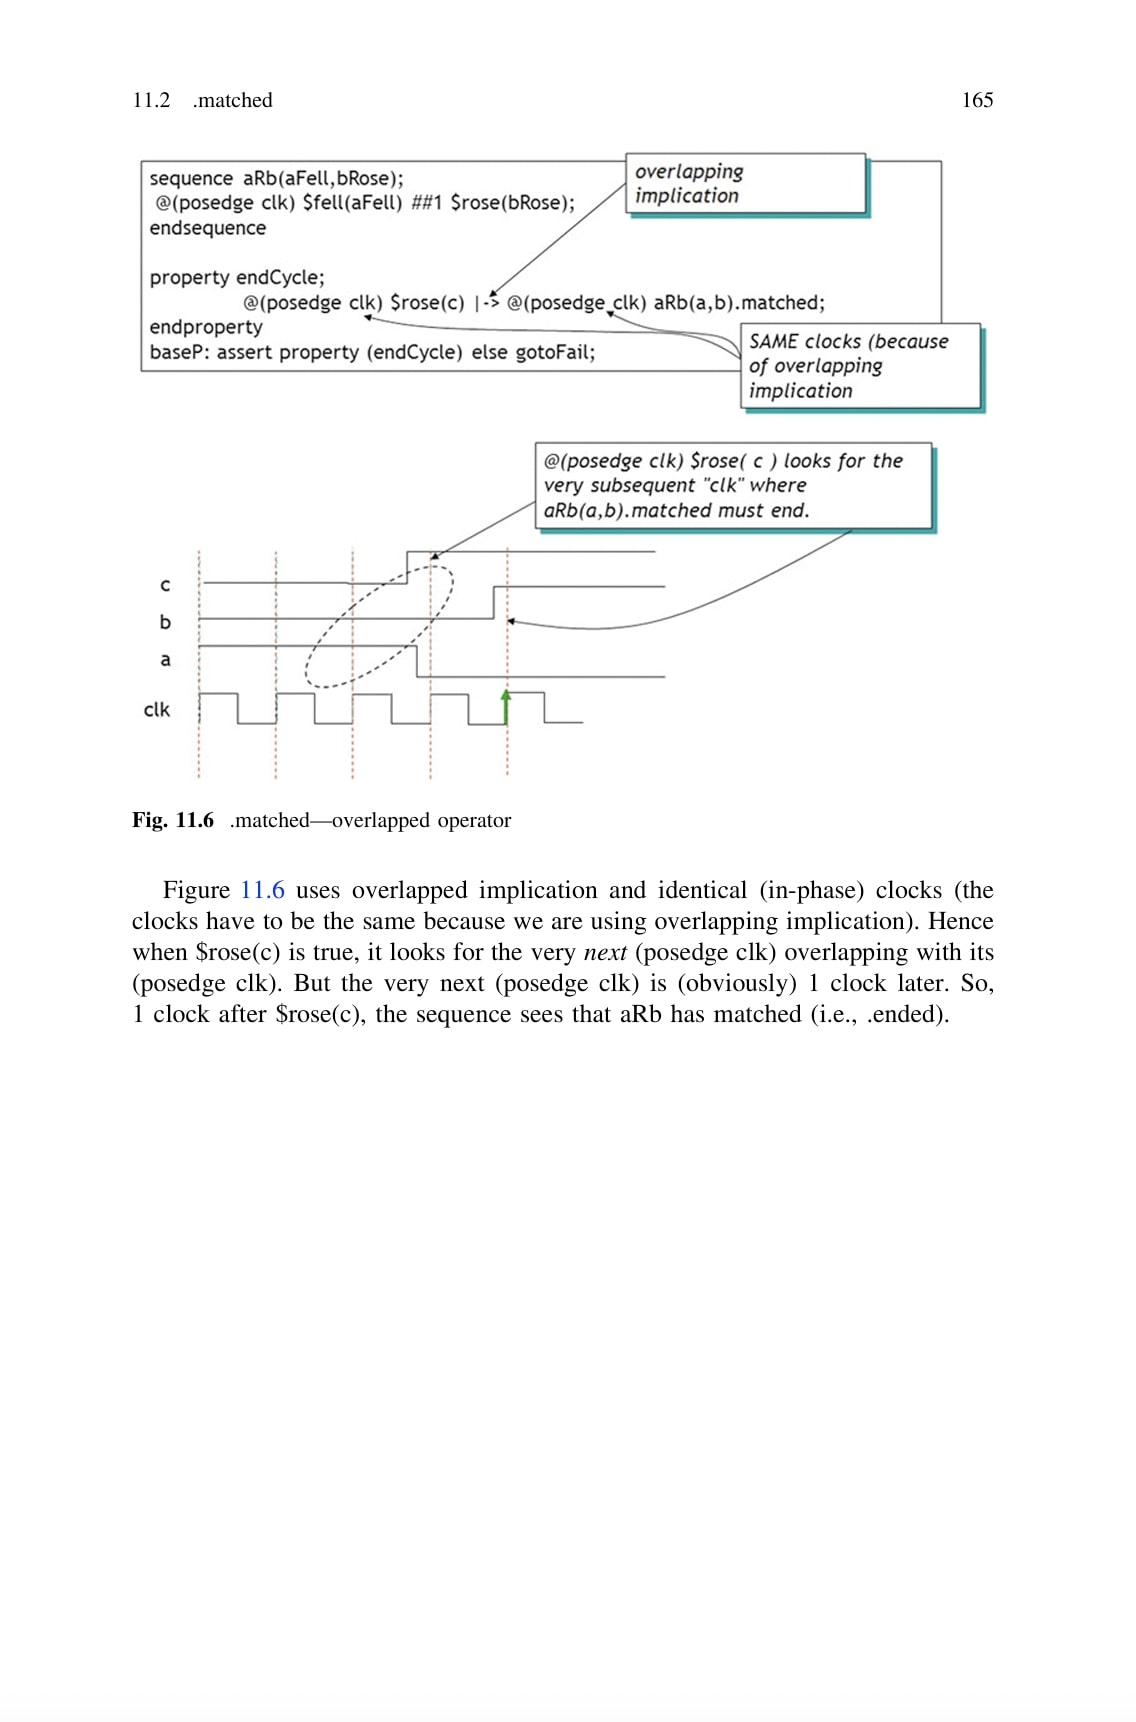 11.2 .matched 165
overlapping
implication
sequence aRb(aFell,bRose);
@(posedge clk) $fell(aFell) ##1 $rose(bRose);
endsequence
property endCycle;
@(posedge clk) $rose(c) |-> @(posedge clk) aRb(a,b).matched;
endproperty
baseP: assert property (endCycle) else gotoFail;
SAME clocks (because
of overlapping
implication
@(posedge clk) $rose( c ) looks for the
very subsequent "clk" where
aRb(a,b).matched must end.
c
b
a
clk
Fig. 11.6 .matched—overlapped operator
Figure 11.6 uses overlapped implication and identical (in-phase) clocks (the
clocks have to be the same because we are using overlapping implication). Hence
when $rose(c) is true, it looks for the very next (posedge clk) overlapping with its
(posedge clk). But the very next (posedge clk) is (obviously) 1 clock later. So,
1 clock after $rose(c), the sequence sees that aRb has matched (i.e., .ended).